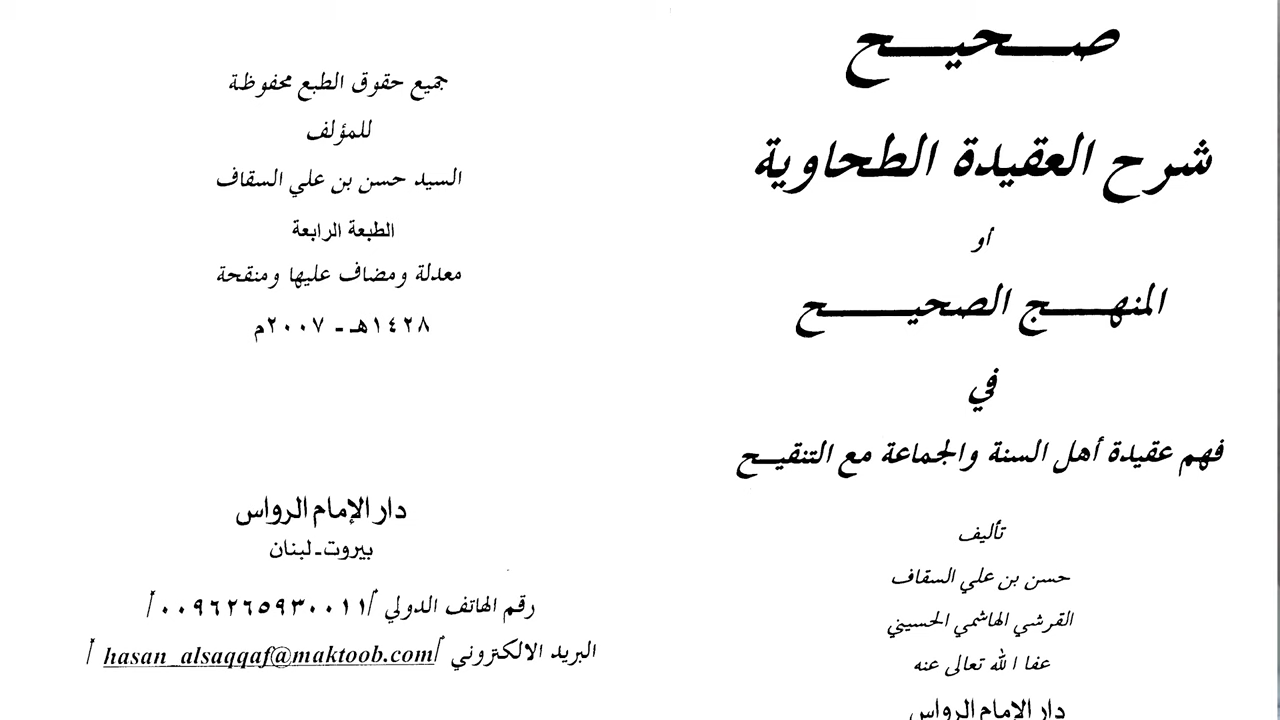 صحيح
شرح العقيدة الطحاوية
أو
المنهج الصحيح
في
فهم عقيدة أهل السنة والجماعة مع التنقيح
تأليف
حسن بن علي السقاف
القرشي الهاشمي الحسيني
عفا الله تعالى عنه
دار الإمام الرواس
جميع حقوق الطبع محفوظة
للمؤلف
السيد حسن بن علي السقاف
الطبعة الرابعة
معدلة ومضاف عليها ومنقحة
١٤٢٨هـ - ٢٠٠٧م
دار الإمام الرواس
بيروت - لبنان
رقم الهاتف الدولي /٠٠٩٦٢٦٥٩٣٠٠١١/
البريد الالكتروني /hasan_alsaqqaf@maktoob.com/